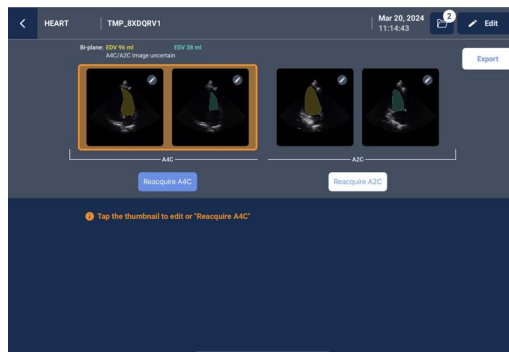 HEART
TMP_8XDQRV1
Mar 20, 2024
11:14:43
2
Edit
Bi-plane: EDV 96 ml ESV 38 ml
A4C/A2C Image uncertain
Export
A4C
A2C
Reacquire A4C
Reacquire A2C
Tap the thumbnail to edit or "Reacquire A4C"